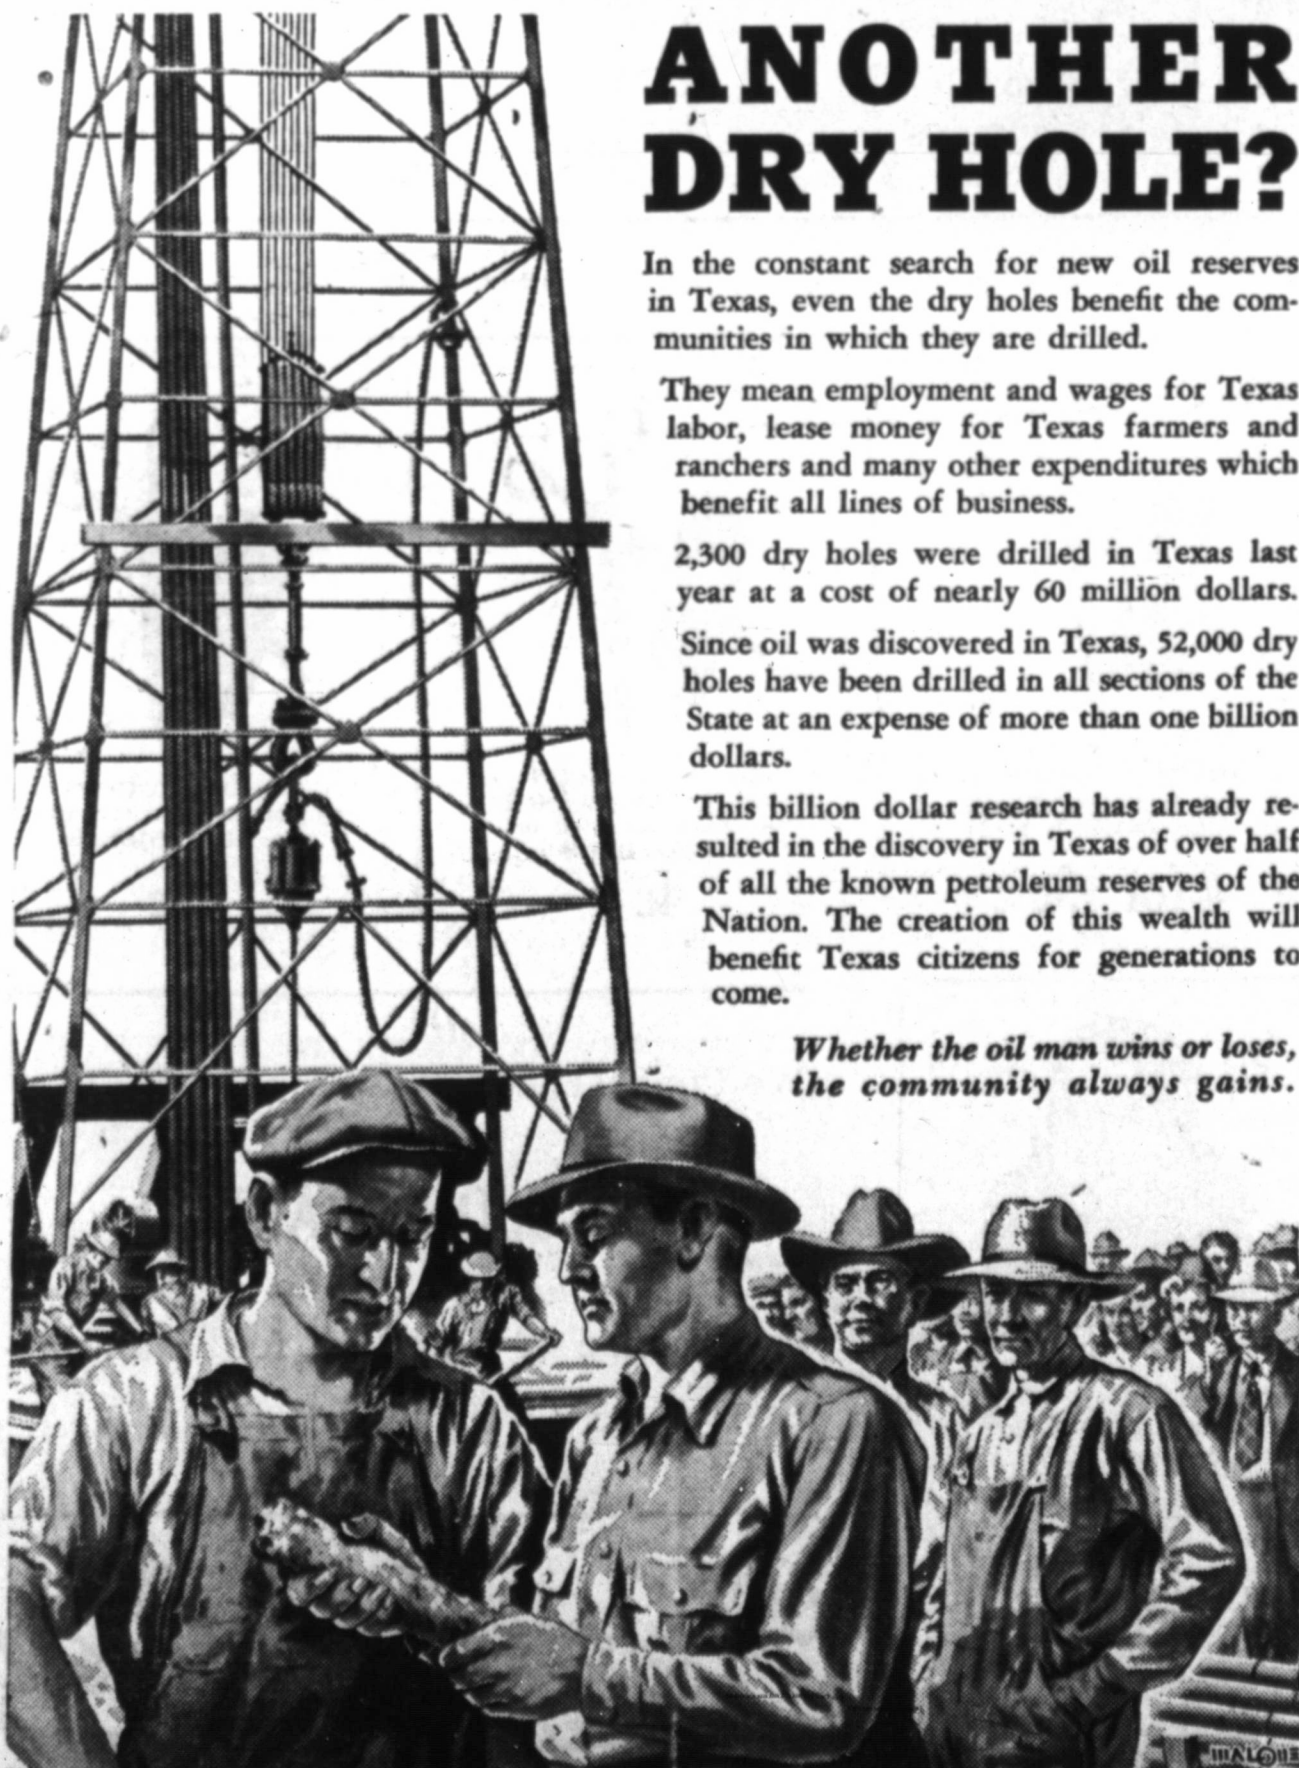 ANOTHER
DRY HOLE?
In the constant search for new oil reserves
in Texas, even the dry holes benefit the com-
munities in which they are drilled.
They mean employment and wages for Texas
labor, lease money for Texas farmers and
ranchers and many other expenditures which
benefit all lines of business.
2,300 dry holes were drilled in Texas last
year at a cost of nearly 60 million dollars.
Since oil was discovered in Texas, 52,000 dry
holes have been drilled in all sections of the
State at an expense of more than one billion
dollars.
This billion dollar research has already re-
sulted in the discovery in Texas of over half
of all the known petroleum reserves of the
Nation. The creation of this wealth will
benefit Texas citizens for generations to
come.
Whether the oil man wins or loses,
the community always gains.
MALONE